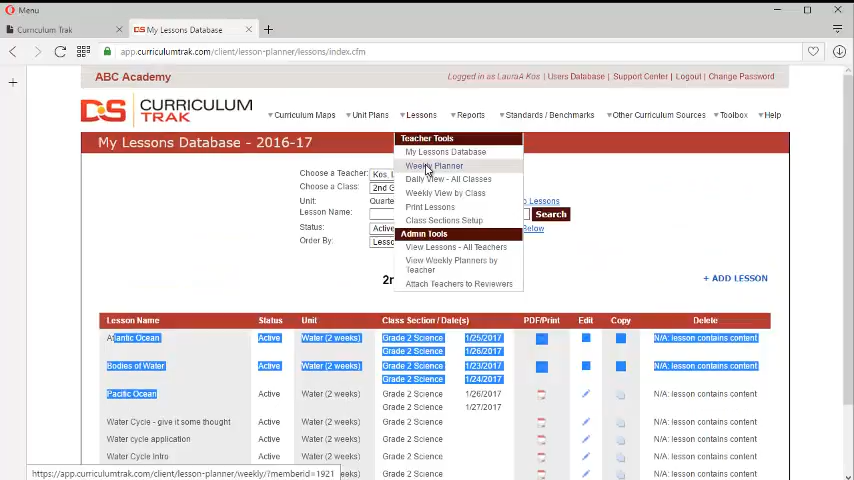 Menu
Curriculum Trak
My Lessons Database
app.curriculumtrak.com/client/lesson-planner/lessons/index.cfm
ABC Academy
Logged in as LauraA Kos | Users Database | Support Center | Logout | Change Password
DS CURRICULUM TRAK
Curriculum Maps Unit Plans Lessons Reports Standards / Benchmarks Other Curriculum Sources Toolbox Help
My Lessons Database - 2016-17
Teacher Tools
My Lessons Database
Weekly Planner
Daily View - All Classes
Weekly View by Class
Print Lessons
Class Sections Setup
Admin Tools
View Lessons - All Teachers
View Weekly Planners by
Teacher
Attach Teachers to Reviewers
Choose a Teacher: Kos,
Choose a Class: 2nd G
Unit: Quarte
to Lessons
Lesson Name: Search
Status: Active
Below
Order By: Lesso
2n
+ ADD LESSON
Lesson Name Status Unit Class Section / Date(s) PDF/Print Edit Copy Delete
Atlantic Ocean Active Water (2 weeks) Grade 2 Science 1/25/2017 N/A: lesson contains content
Grade 2 Science 1/26/2017
Bodies of Water Active Water (2 weeks) Grade 2 Science 1/23/2017 N/A: lesson contains content
Grade 2 Science 1/24/2017
Pacific Ocean Active Water (2 weeks) Grade 2 Science 1/26/2017 N/A: lesson contains content
Grade 2 Science 1/27/2017
Water Cycle - give it some thought Active Water (2 weeks) Grade 2 Science N/A: lesson contains content
Water cycle application Active Water (2 weeks) Grade 2 Science N/A: lesson contains content
Water Cycle Intro Active Water (2 weeks) Grade 2 Science N/A: lesson contains content
https://app.curriculumtrak.com/client/lesson-planner/weekly/?memberid=1921